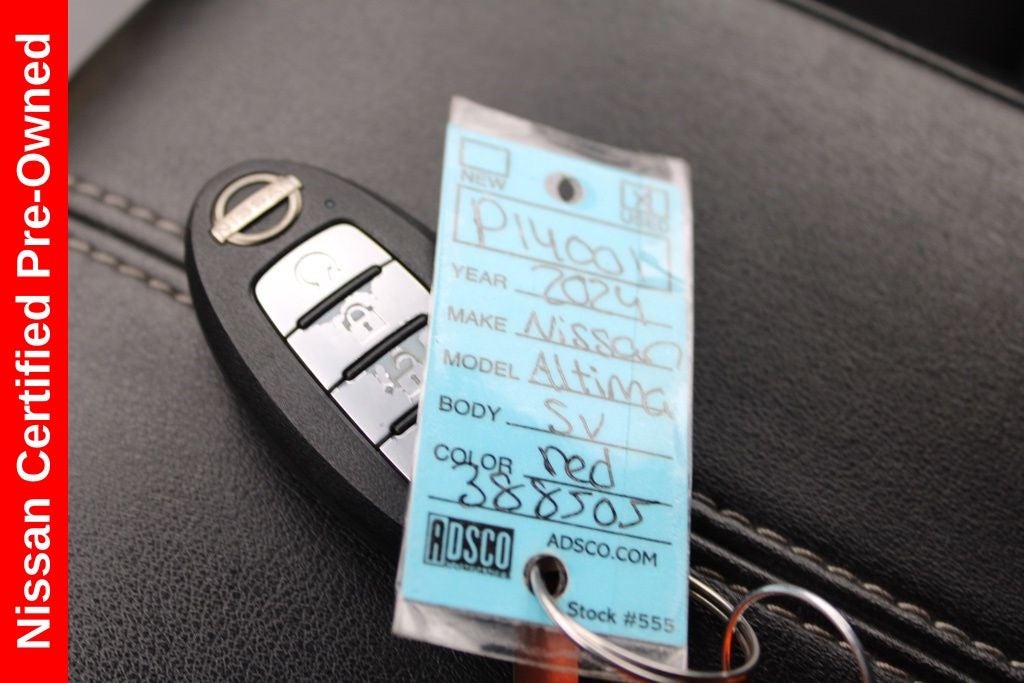 Nissan Certified Pre-Owned
NISSAN
NEW
USED
YEAR 2024
MAKE Nissan
MODEL Altima
BODY SV
COLOR red
388505
ADSCO
ADSCO.COM
Stock #555